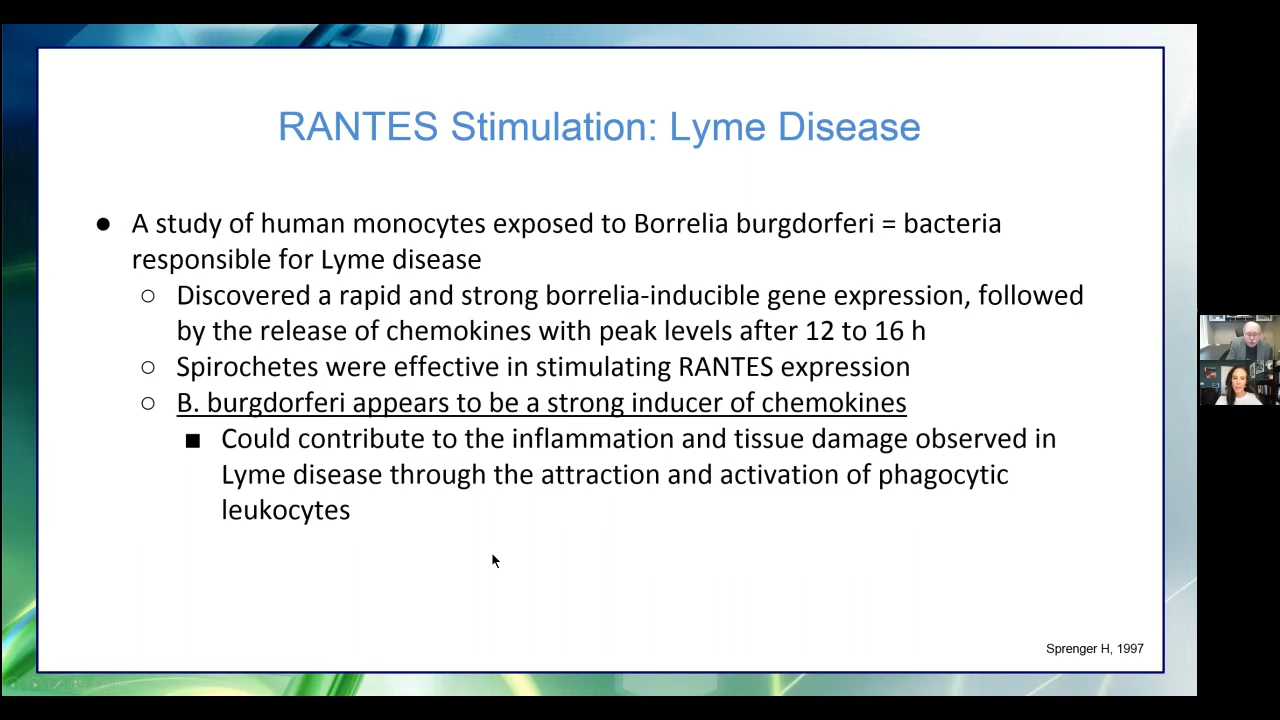 RANTES Stimulation: Lyme Disease
● A study of human monocytes exposed to Borrelia burgdorferi = bacteria
responsible for Lyme disease
○ Discovered a rapid and strong borrelia-inducible gene expression, followed
by the release of chemokines with peak levels after 12 to 16 h
○ Spirochetes were effective in stimulating RANTES expression
○ B. burgdorferi appears to be a strong inducer of chemokines
■ Could contribute to the inflammation and tissue damage observed in
Lyme disease through the attraction and activation of phagocytic
leukocytes
Sprenger H, 1997